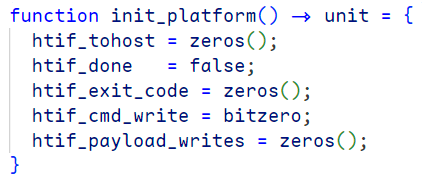 function init_platform() -> unit = {
  htif_tohost = zeros();
  htif_done   = false;
  htif_exit_code = zeros();
  htif_cmd_write = bitzero;
  htif_payload_writes = zeros();
}